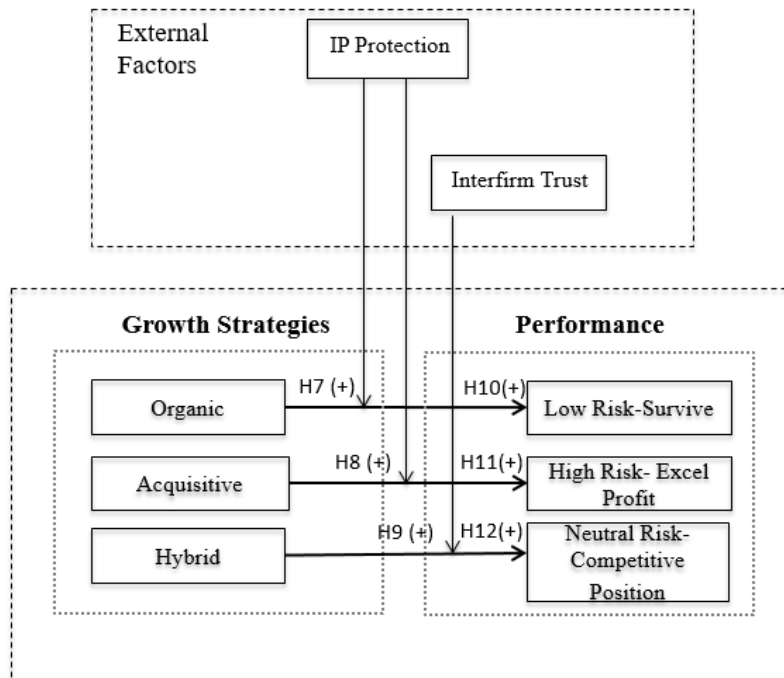 External
Factors
IP Protection
Interfirm Trust
Growth Strategies
Performance
H7 (+)
H10(+)
Organic
Low Risk-Survive
H8 (+)
H11(+)
Acquisitive
High Risk- Excel
Profit
H9 (+)
H12(+)
Hybrid
Neutral Risk-
Competitive
Position